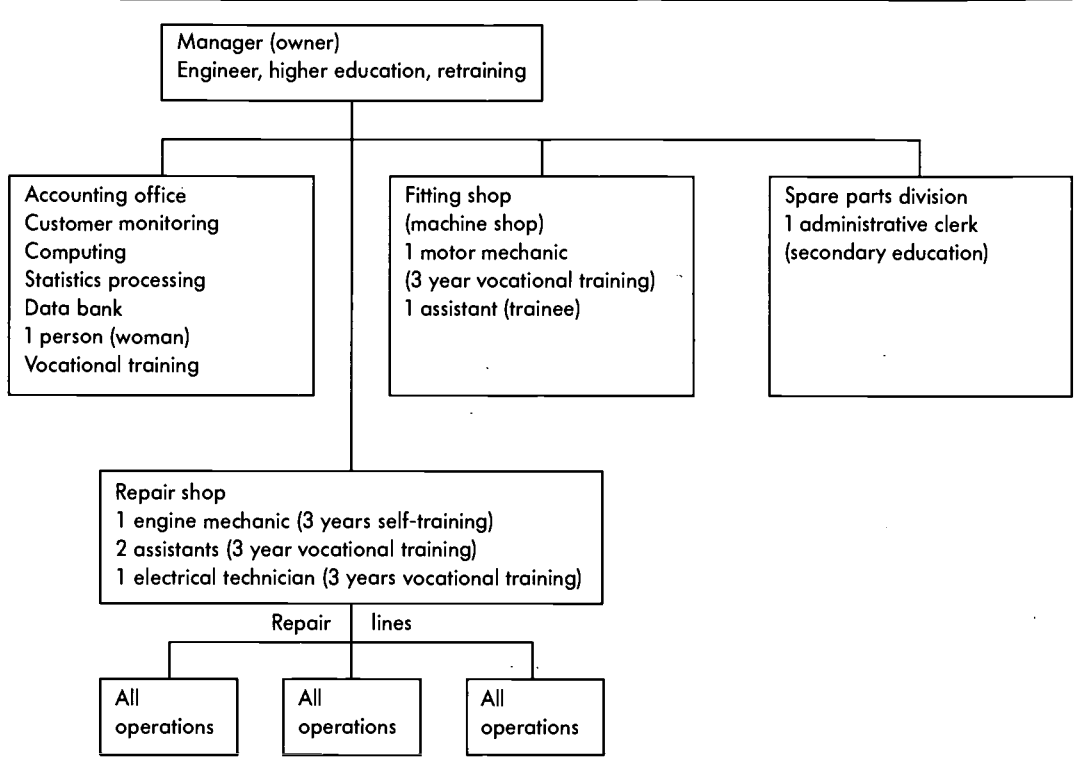 Manager (owner)
Engineer, higher education, retraining
Accounting office
Customer monitoring
Computing
Statistics processing
Data bank
1 person (woman)
Vocational training
Fitting shop
(machine shop)
1 motor mechanic
(3 year vocational training)
1 assistant (trainee)
Spare parts division
1 administrative clerk
(secondary education)
Repair shop
1 engine mechanic (3 years self-training)
2 assistants (3 year vocational training)
1 electrical technician (3 years vocational training)
Repair lines
All
operations
All
operations
All
operations